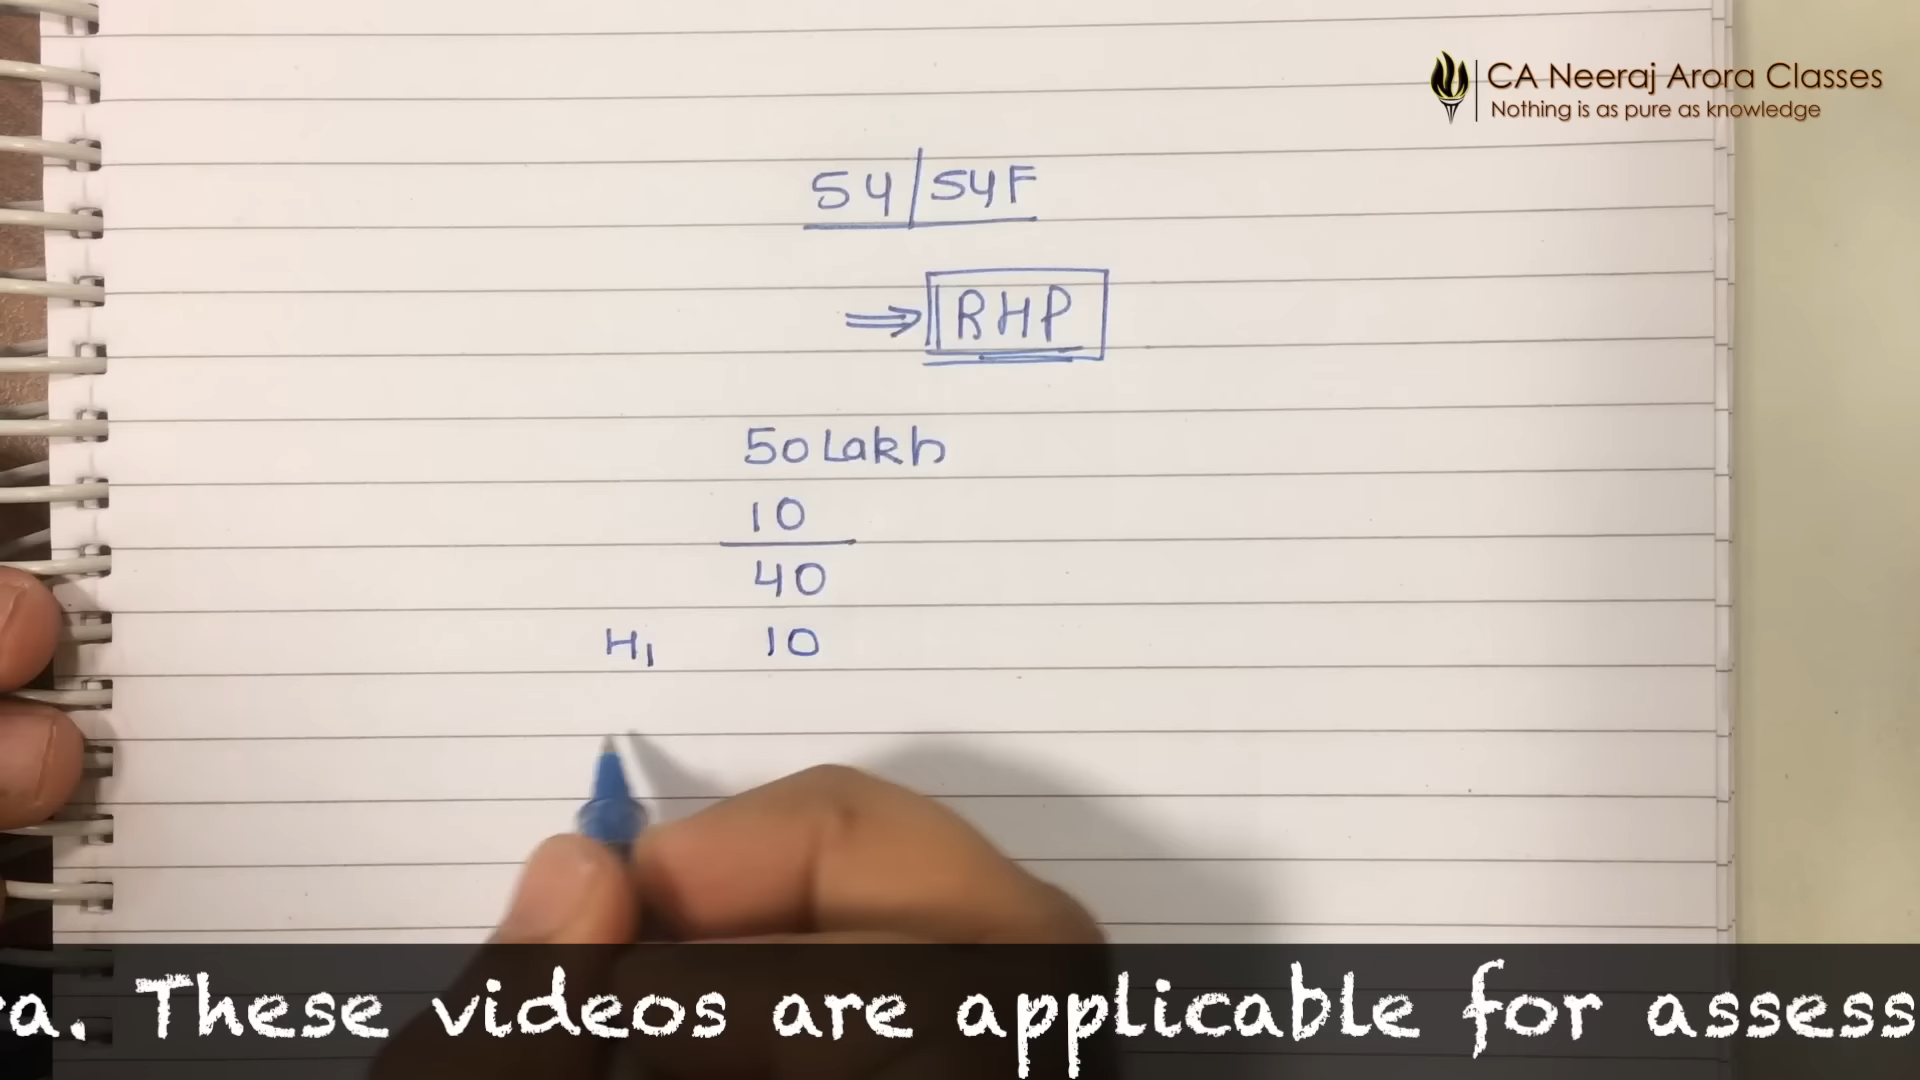 CA Neeraj Arora Classes
Nothing is as pure as knowledge
54/54F
⇒ RHP
50 Lakh
10
40
H1 10
a. These videos are applicable for assess